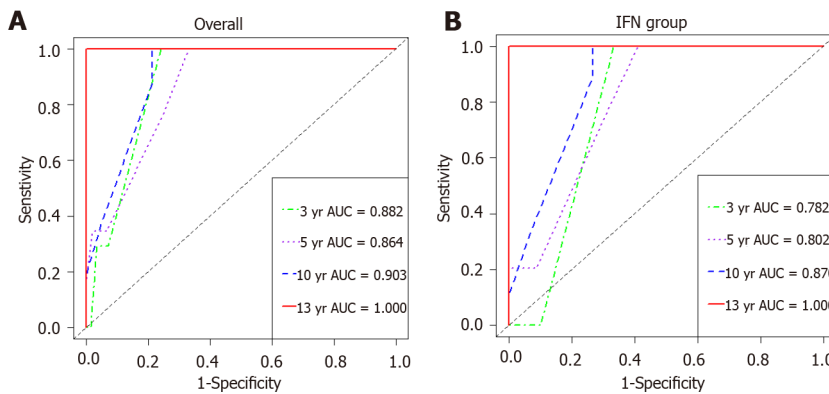 A
Overall
Senstivity
1.0
0.8
0.6
0.4
0.2
0.0
3 yr AUC = 0.882
5 yr AUC = 0.864
10 yr AUC = 0.903
13 yr AUC = 1.000
0.0 0.2 0.4 0.6 0.8 1.0
1-Specificity
B
IFN group
Senstivity
1.0
0.8
0.6
0.4
0.2
0.0
3 yr AUC = 0.782
5 yr AUC = 0.802
10 yr AUC = 0.870
13 yr AUC = 1.000
0.0 0.2 0.4 0.6 0.8 1.0
1-Specificity